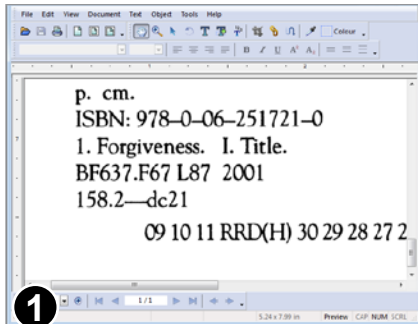 File Edit View Document Text Object Tools Help
Colour
B I U A² A₂
p. cm.
ISBN: 978–0–06–251721–0
1. Forgiveness. I. Title.
BF637.F67 L87 2001
158.2—dc21
09 10 11 RRD(H) 30 29 28 27 2
1
1 / 1
5.24 x 7.99 in Preview CAP NUM SCRL